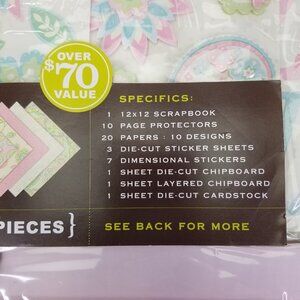 OVER
$70
VALUE
SPECIFICS:
1 12x12 SCRAPBOOK
10 PAGE PROTECTORS
20 PAPERS : 10 DESIGNS
3 DIE-CUT STICKER SHEETS
7 DIMENSIONAL STICKERS
1 SHEET DIE-CUT CHIPBOARD
1 SHEET LAYERED CHIPBOARD
1 SHEET DIE-CUT CARDSTOCK
PIECES}
SEE BACK FOR MORE